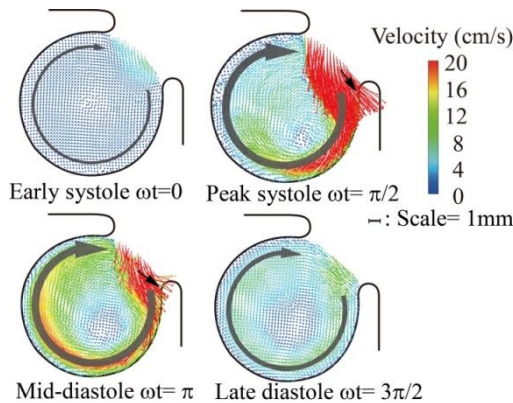 Velocity (cm/s)
20
16
12
8
4
0
Early systole ωt=0
Peak systole ωt= π/2
⌶: Scale= 1mm
Mid-diastole ωt= π
Late diastole ωt= 3π/2